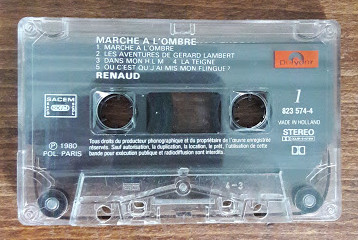 MARCHE A L'OMBRE
1. MARCHE A L'OMBRE
2. LES AVENTURES DE GERARD LAMBERT
3. DANS MON H L M   4. LA TEIGNE
5. OU C'EST QU'J'AI MIS MON FLINGUE?
RENAUD
Polydor
1
823 574-4
MADE IN HOLLAND
STEREO
SACEM
℗ 1980
POL. PARIS
Tous droits du producteur phonographique et du propriétaire de l'œuvre enregistrée
réservés. Sauf autorisation, la duplication, la location, le prêt, l'utilisation de cette
bande pour exécution publique et radiodiffusion sont interdits.
4-3